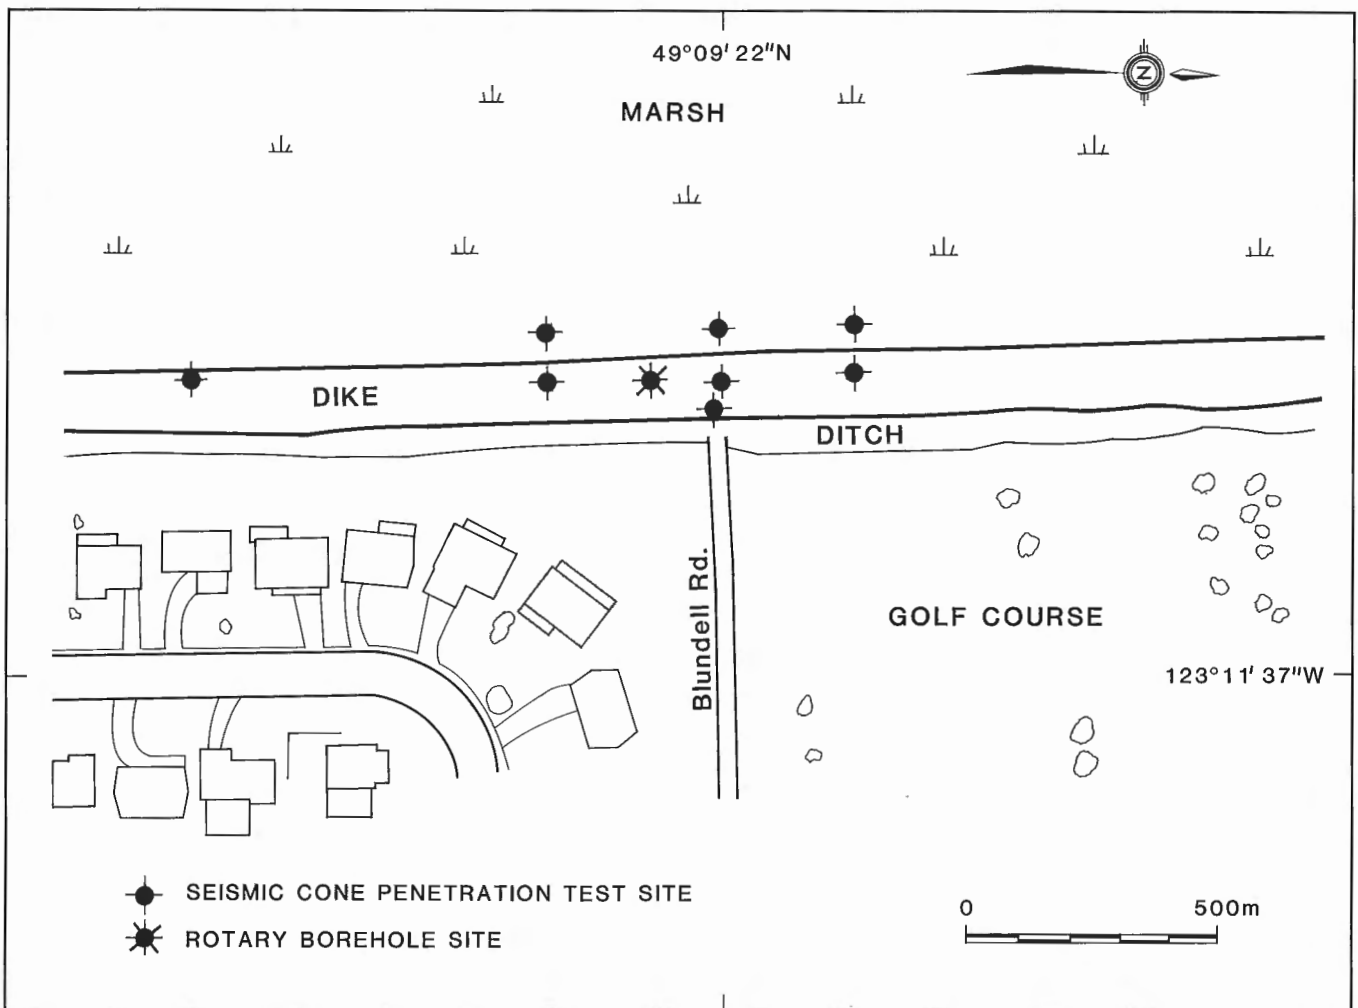 49°09' 22"N
N
MARSH
DIKE
DITCH
Blundell Rd.
GOLF COURSE
123°11' 37"W
SEISMIC CONE PENETRATION TEST SITE
ROTARY BOREHOLE SITE
0 500m